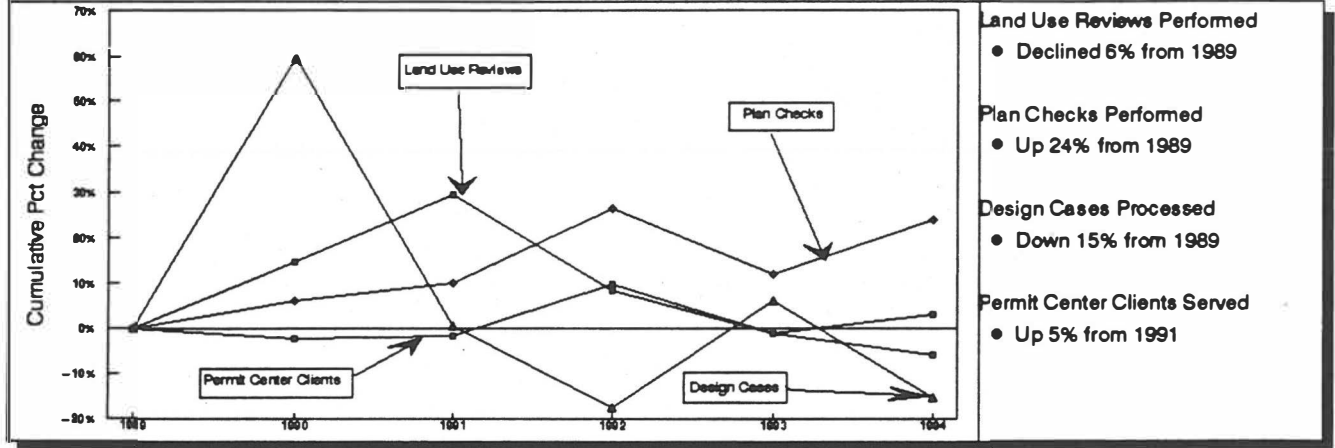 70%
60%
50%
40%
30%
20%
10%
0%
-10%
-20%
Cumulative Pct Change
Land Use Reviews
Plan Checks
Permit Center Clients
Design Cases
1989 1990 1991 1992 1993 1994
Land Use Reviews Performed
• Declined 6% from 1989
Plan Checks Performed
• Up 24% from 1989
Design Cases Processed
• Down 15% from 1989
Permit Center Clients Served
• Up 5% from 1991